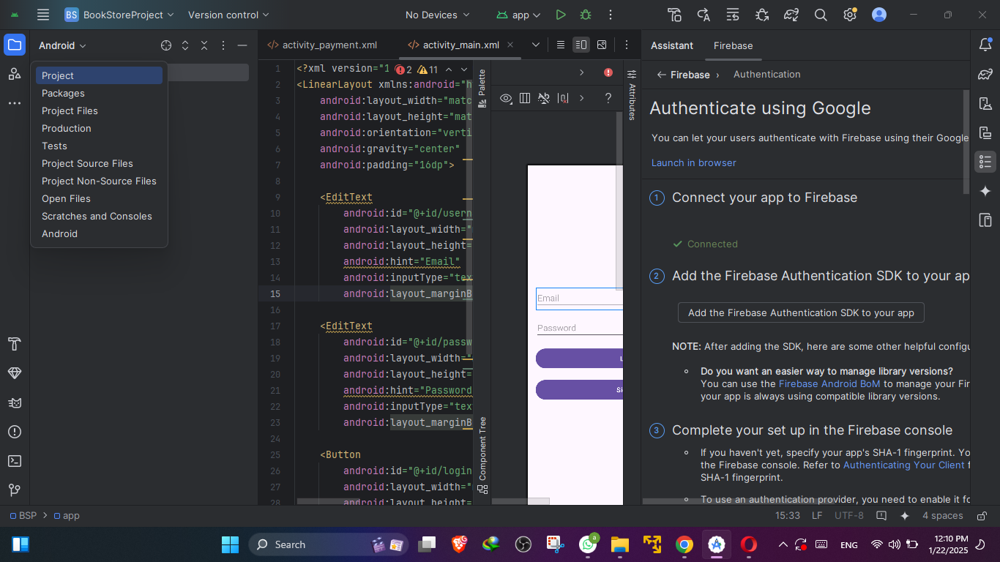 BS BookStoreProject Version control No Devices app
Android
Project
Packages
Project Files
Production
Tests
Project Source Files
Project Non-Source Files
Open Files
Scratches and Consoles
Android
activity_payment.xml activity_main.xml
2 11
1 <?xml version="1
2 <LinearLayout xmlns:android="h
3 android:layout_width="matc
4 android:layout_height="mat
5 android:orientation="verti
6 android:gravity="center"
7 android:padding="16dp">
8
9 <EditText
10 android:id="@+id/usern
11 android:layout_width="
12 android:layout_height=
13 android:hint="Email"
14 android:inputType="tex
15 android:layout_marginB
16
17 <EditText
18 android:id="@+id/passw
19 android:layout_width="
20 android:layout_height=
21 android:hint="Password
22 android:inputType="tex
23 android:layout_marginB
24
25 <Button
26 android:id="@+id/login
27 android:layout_width="
28 android:layout_height=
Palette
Component Tree
?
Email
Password
L
Si
Attributes
Assistant Firebase
Firebase › Authentication
Authenticate using Google
You can let your users authenticate with Firebase using their Google
Launch in browser
1 Connect your app to Firebase
Connected
2 Add the Firebase Authentication SDK to your ap
Add the Firebase Authentication SDK to your app
NOTE: After adding the SDK, here are some other helpful configu
Do you want an easier way to manage library versions?
You can use the Firebase Android BoM to manage your Fir
your app is always using compatible library versions.
3 Complete your set up in the Firebase console
If you haven't yet, specify your app's SHA-1 fingerprint. Yo
the Firebase console. Refer to Authenticating Your Client f
SHA-1 fingerprint.
To use an authentication provider, you need to enable it fo
BSP > app 15:33 LF UTF-8 4 spaces
Search a ENG 12:10 PM
1/22/2025